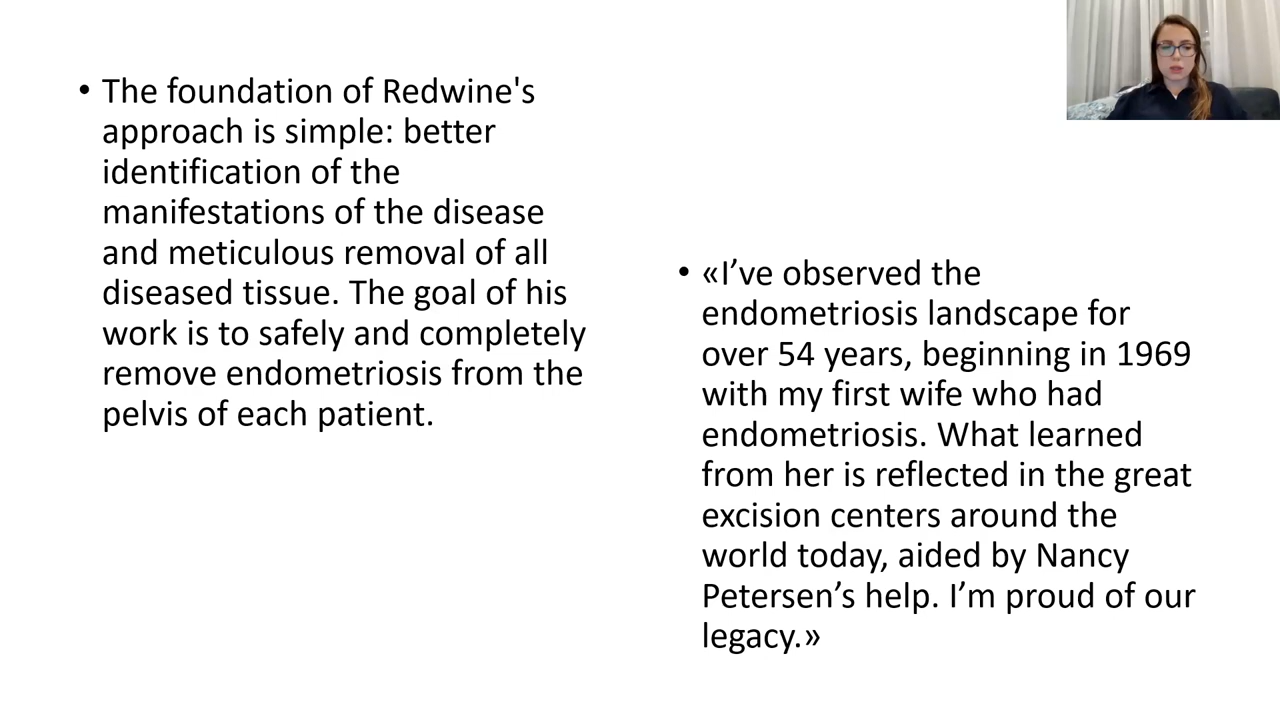 • The foundation of Redwine's
approach is simple: better
identification of the
manifestations of the disease
and meticulous removal of all
diseased tissue. The goal of his
work is to safely and completely
remove endometriosis from the
pelvis of each patient.
• «I’ve observed the
endometriosis landscape for
over 54 years, beginning in 1969
with my first wife who had
endometriosis. What learned
from her is reflected in the great
excision centers around the
world today, aided by Nancy
Petersen’s help. I’m proud of our
legacy.»